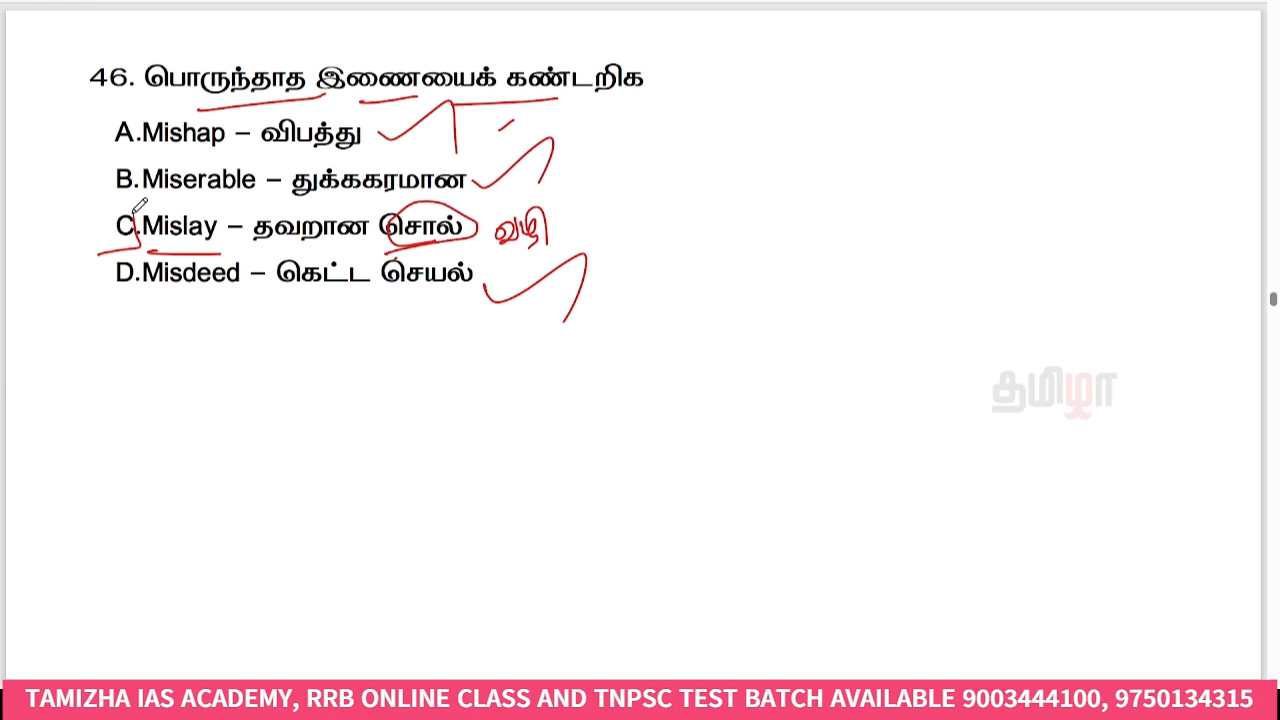 46. பொருந்தாத இணையைக் கண்டறிக
A.Mishap – விபத்து
B.Miserable – துக்ககரமான
C.Mislay – தவறான சொல் வழி
D.Misdeed – கெட்ட செயல்
தமிழா
TAMIZHA IAS ACADEMY, RRB ONLINE CLASS AND TNPSC TEST BATCH AVAILABLE 9003444100, 9750134315